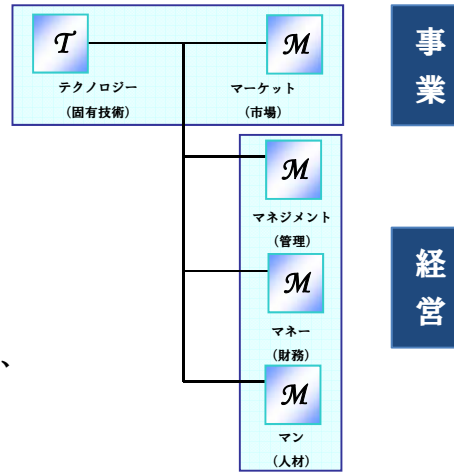 T
M
事業
テクノロジー
マーケット
(固有技術)
(市場)
M
マネジメント
(管理)
経営
M
マネー
(財務)
、
M
マン
(人材)